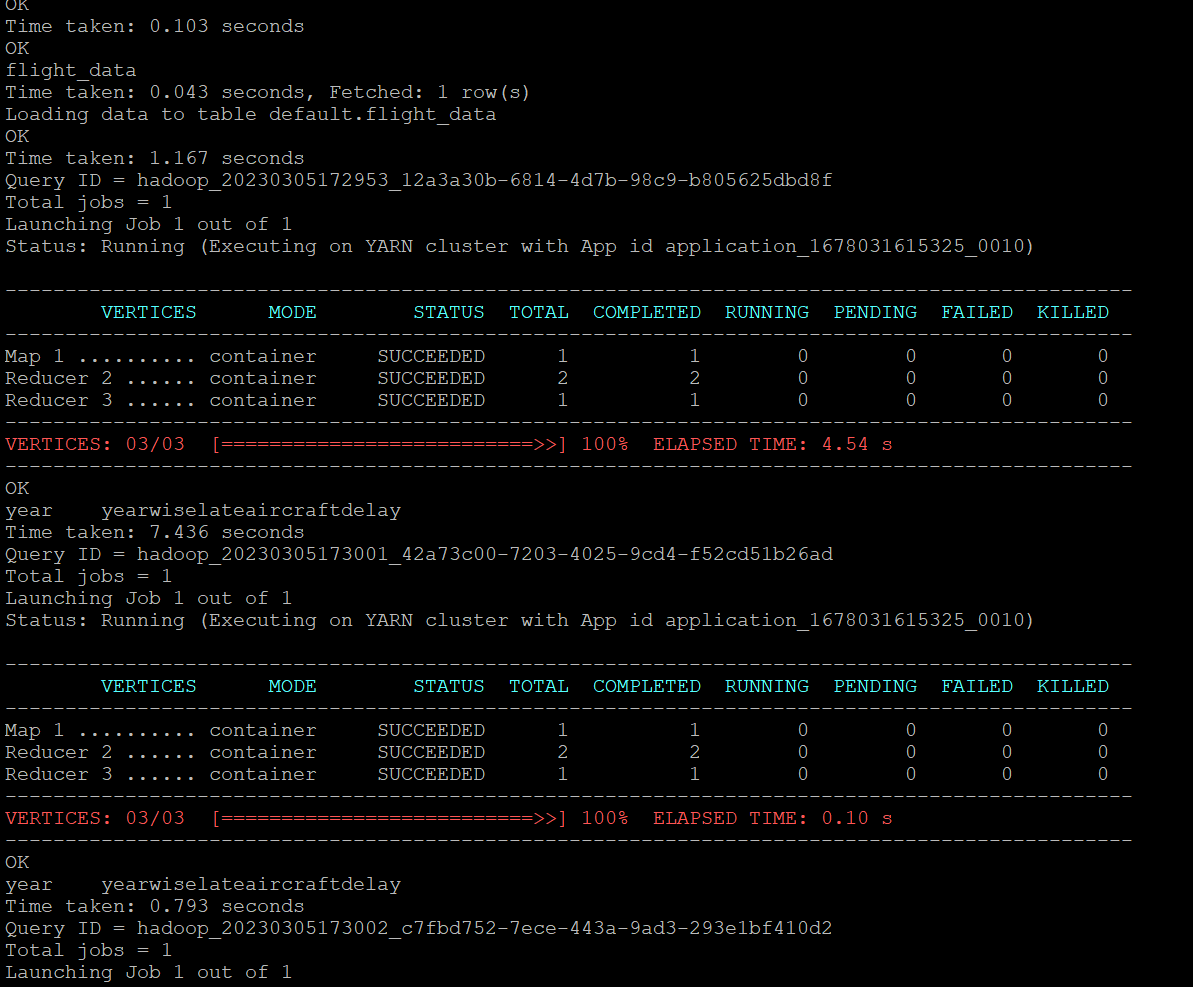 OK
Time taken: 0.103 seconds
OK
flight_data
Time taken: 0.043 seconds, Fetched: 1 row(s)
Loading data to table default.flight_data
OK
Time taken: 1.167 seconds
Query ID = hadoop_20230305172953_12a3a30b-6814-4d7b-98c9-b805625dbd8f
Total jobs = 1
Launching Job 1 out of 1
Status: Running (Executing on YARN cluster with App id application_1678031615325_0010)
----------------------------------------------------------------------------------------------
        VERTICES      MODE        STATUS  TOTAL  COMPLETED  RUNNING  PENDING  FAILED  KILLED
----------------------------------------------------------------------------------------------
Map 1 .......... container     SUCCEEDED      1          1        0        0       0       0
Reducer 2 ...... container     SUCCEEDED      2          2        0        0       0       0
Reducer 3 ...... container     SUCCEEDED      1          1        0        0       0       0
----------------------------------------------------------------------------------------------
VERTICES: 03/03  [==========================>>] 100%  ELAPSED TIME: 4.54 s
----------------------------------------------------------------------------------------------
OK
year    yearwiselateaircraftdelay
Time taken: 7.436 seconds
Query ID = hadoop_20230305173001_42a73c00-7203-4025-9cd4-f52cd51b26ad
Total jobs = 1
Launching Job 1 out of 1
Status: Running (Executing on YARN cluster with App id application_1678031615325_0010)
----------------------------------------------------------------------------------------------
        VERTICES      MODE        STATUS  TOTAL  COMPLETED  RUNNING  PENDING  FAILED  KILLED
----------------------------------------------------------------------------------------------
Map 1 .......... container     SUCCEEDED      1          1        0        0       0       0
Reducer 2 ...... container     SUCCEEDED      2          2        0        0       0       0
Reducer 3 ...... container     SUCCEEDED      1          1        0        0       0       0
----------------------------------------------------------------------------------------------
VERTICES: 03/03  [==========================>>] 100%  ELAPSED TIME: 0.10 s
----------------------------------------------------------------------------------------------
OK
year    yearwiselateaircraftdelay
Time taken: 0.793 seconds
Query ID = hadoop_20230305173002_c7fbd752-7ece-443a-9ad3-293e1bf410d2
Total jobs = 1
Launching Job 1 out of 1